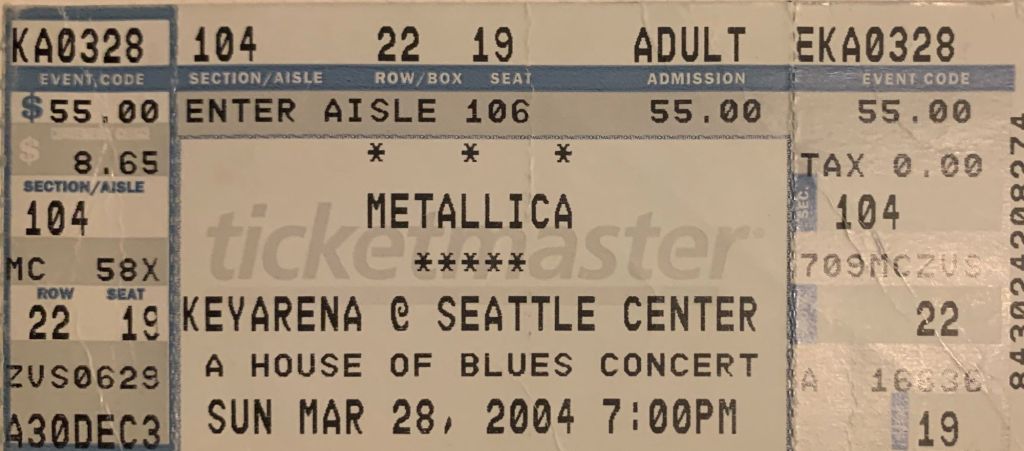 KA0328 104 22 19 ADULT EKA0328
EVENT CODE SECTION/AISLE ROW/BOX SEAT ADMISSION EVENT CODE
$ 55.00 ENTER AISLE 106 55.00 55.00
$ 8.65 * * * TAX 0.00
SECTION/AISLE
104 METALLICA SEC. 104
ticketmaster
MC 58X ***** 709MCZVS
ROW SEAT
22 19 KEYARENA @ SEATTLE CENTER 22
ZVS0629 A HOUSE OF BLUES CONCERT A
A30DEC3 SUN MAR 28, 2004 7:00PM 19
8430242208274